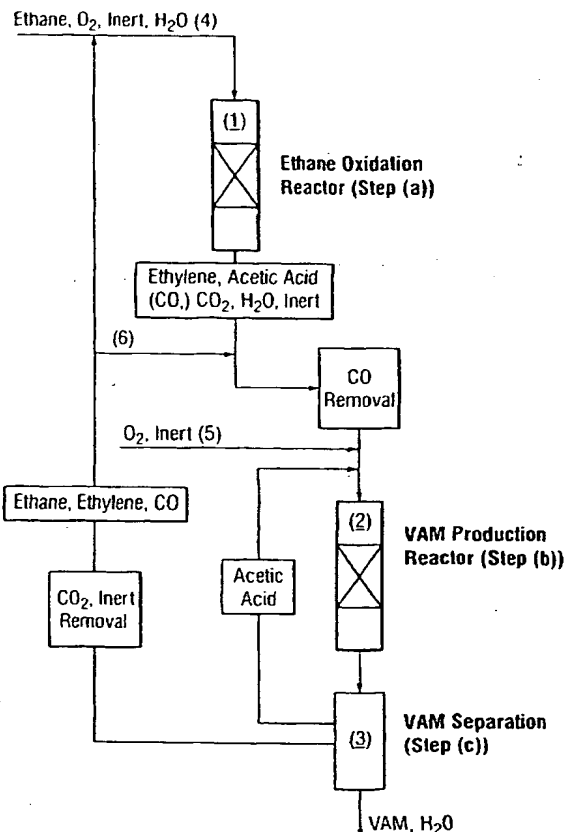 Ethane, O₂, Inert, H₂O (4)
(1)
Ethane Oxidation
Reactor (Step (a))
Ethylene, Acetic Acid
(CO,) CO₂, H₂O, Inert
(6)
CO
Removal
O₂, Inert (5)
Ethane, Ethylene, CO
(2)
VAM Production
Reactor (Step (b))
Acetic
Acid
CO₂, Inert
Removal
(3)
VAM Separation
(Step (c))
VAM, H₂O